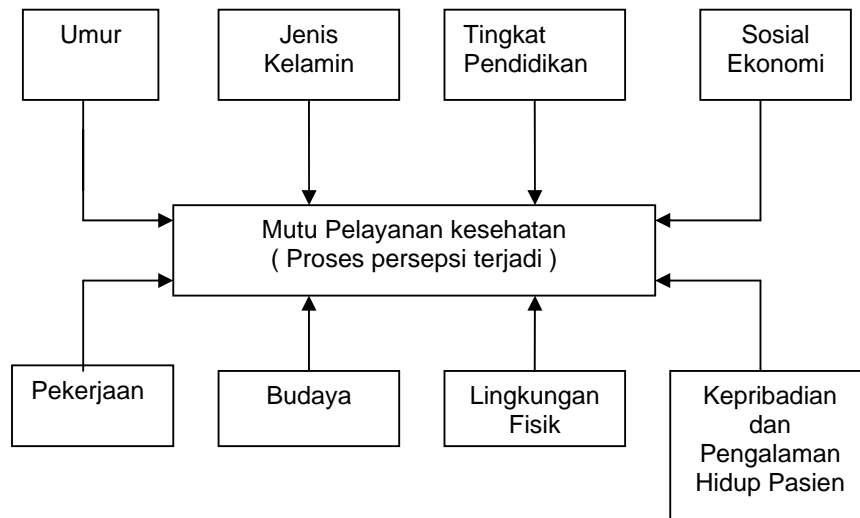 Umur
Jenis
Kelamin
Tingkat
Pendidikan
Sosial
Ekonomi
Mutu Pelayanan kesehatan
( Proses persepsi terjadi )
Pekerjaan
Budaya
Lingkungan
Fisik
Kepribadian
dan
Pengalaman
Hidup Pasien